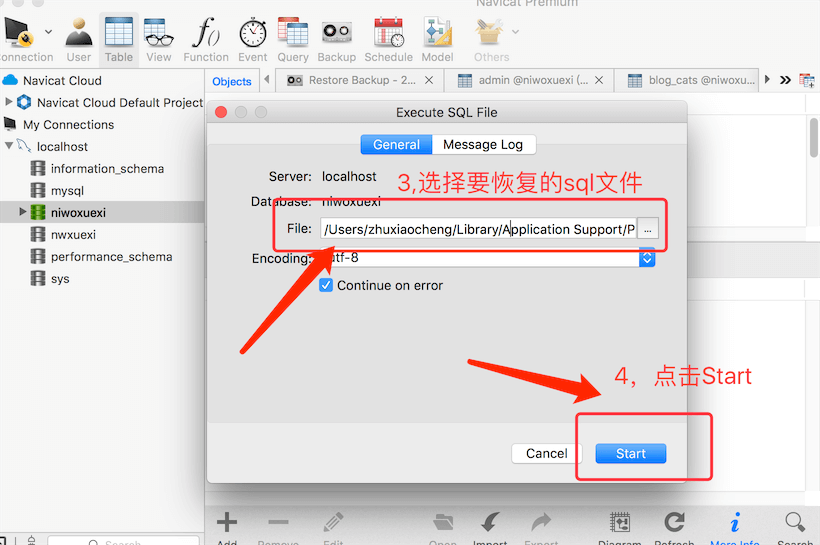 Navicat Premium
onnection
User
Table
View
Function
Event
Query
Backup
Schedule
Model
Others
Navicat Cloud
Navicat Cloud Default Project
My Connections
localhost
information_schema
mysql
niwoxuexi
nwxuexi
performance_schema
sys
Objects
Restore Backup - 2...
admin @niwoxuexi (...
blog_cats @niwoxu...
Execute SQL File
General
Message Log
Server: localhost
3,选择要恢复的sql文件
Database: niwoxuexi
File: /Users/zhuxiaocheng/Library/Application Support/P
...
Encoding: utf-8
Continue on error
4，点击Start
Cancel
Start
Add
Remove
Edit
Open
Import
Export
Diagram
Refresh
More Info
Search
Search